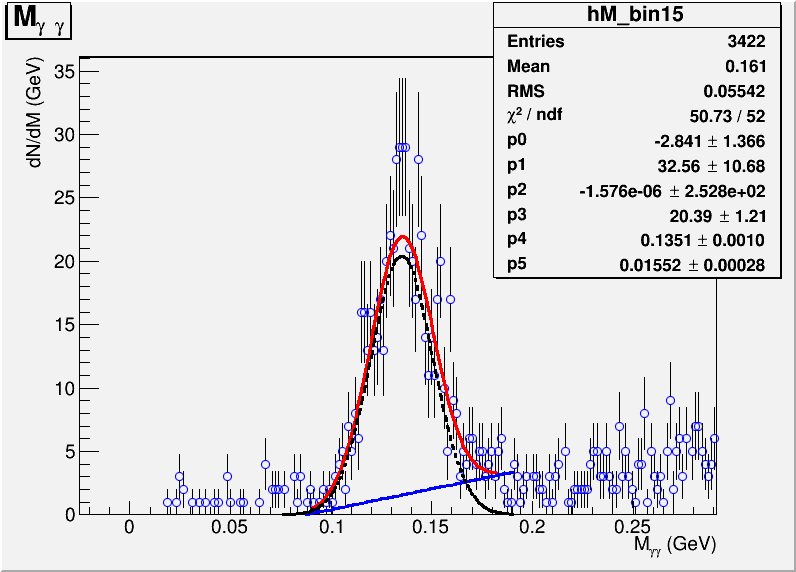 Mγ γ
hM_bin15
Entries 3422
Mean 0.161
RMS 0.05542
χ² / ndf 50.73 / 52
p0 -2.841 ± 1.366
p1 32.56 ± 10.68
p2 -1.576e-06 ± 2.528e+02
p3 20.39 ± 1.21
p4 0.1351 ± 0.0010
p5 0.01552 ± 0.00028
dN/dM (GeV)
35
30
25
20
15
10
5
0
0 0.05 0.1 0.15 0.2 0.25
Mγγ (GeV)